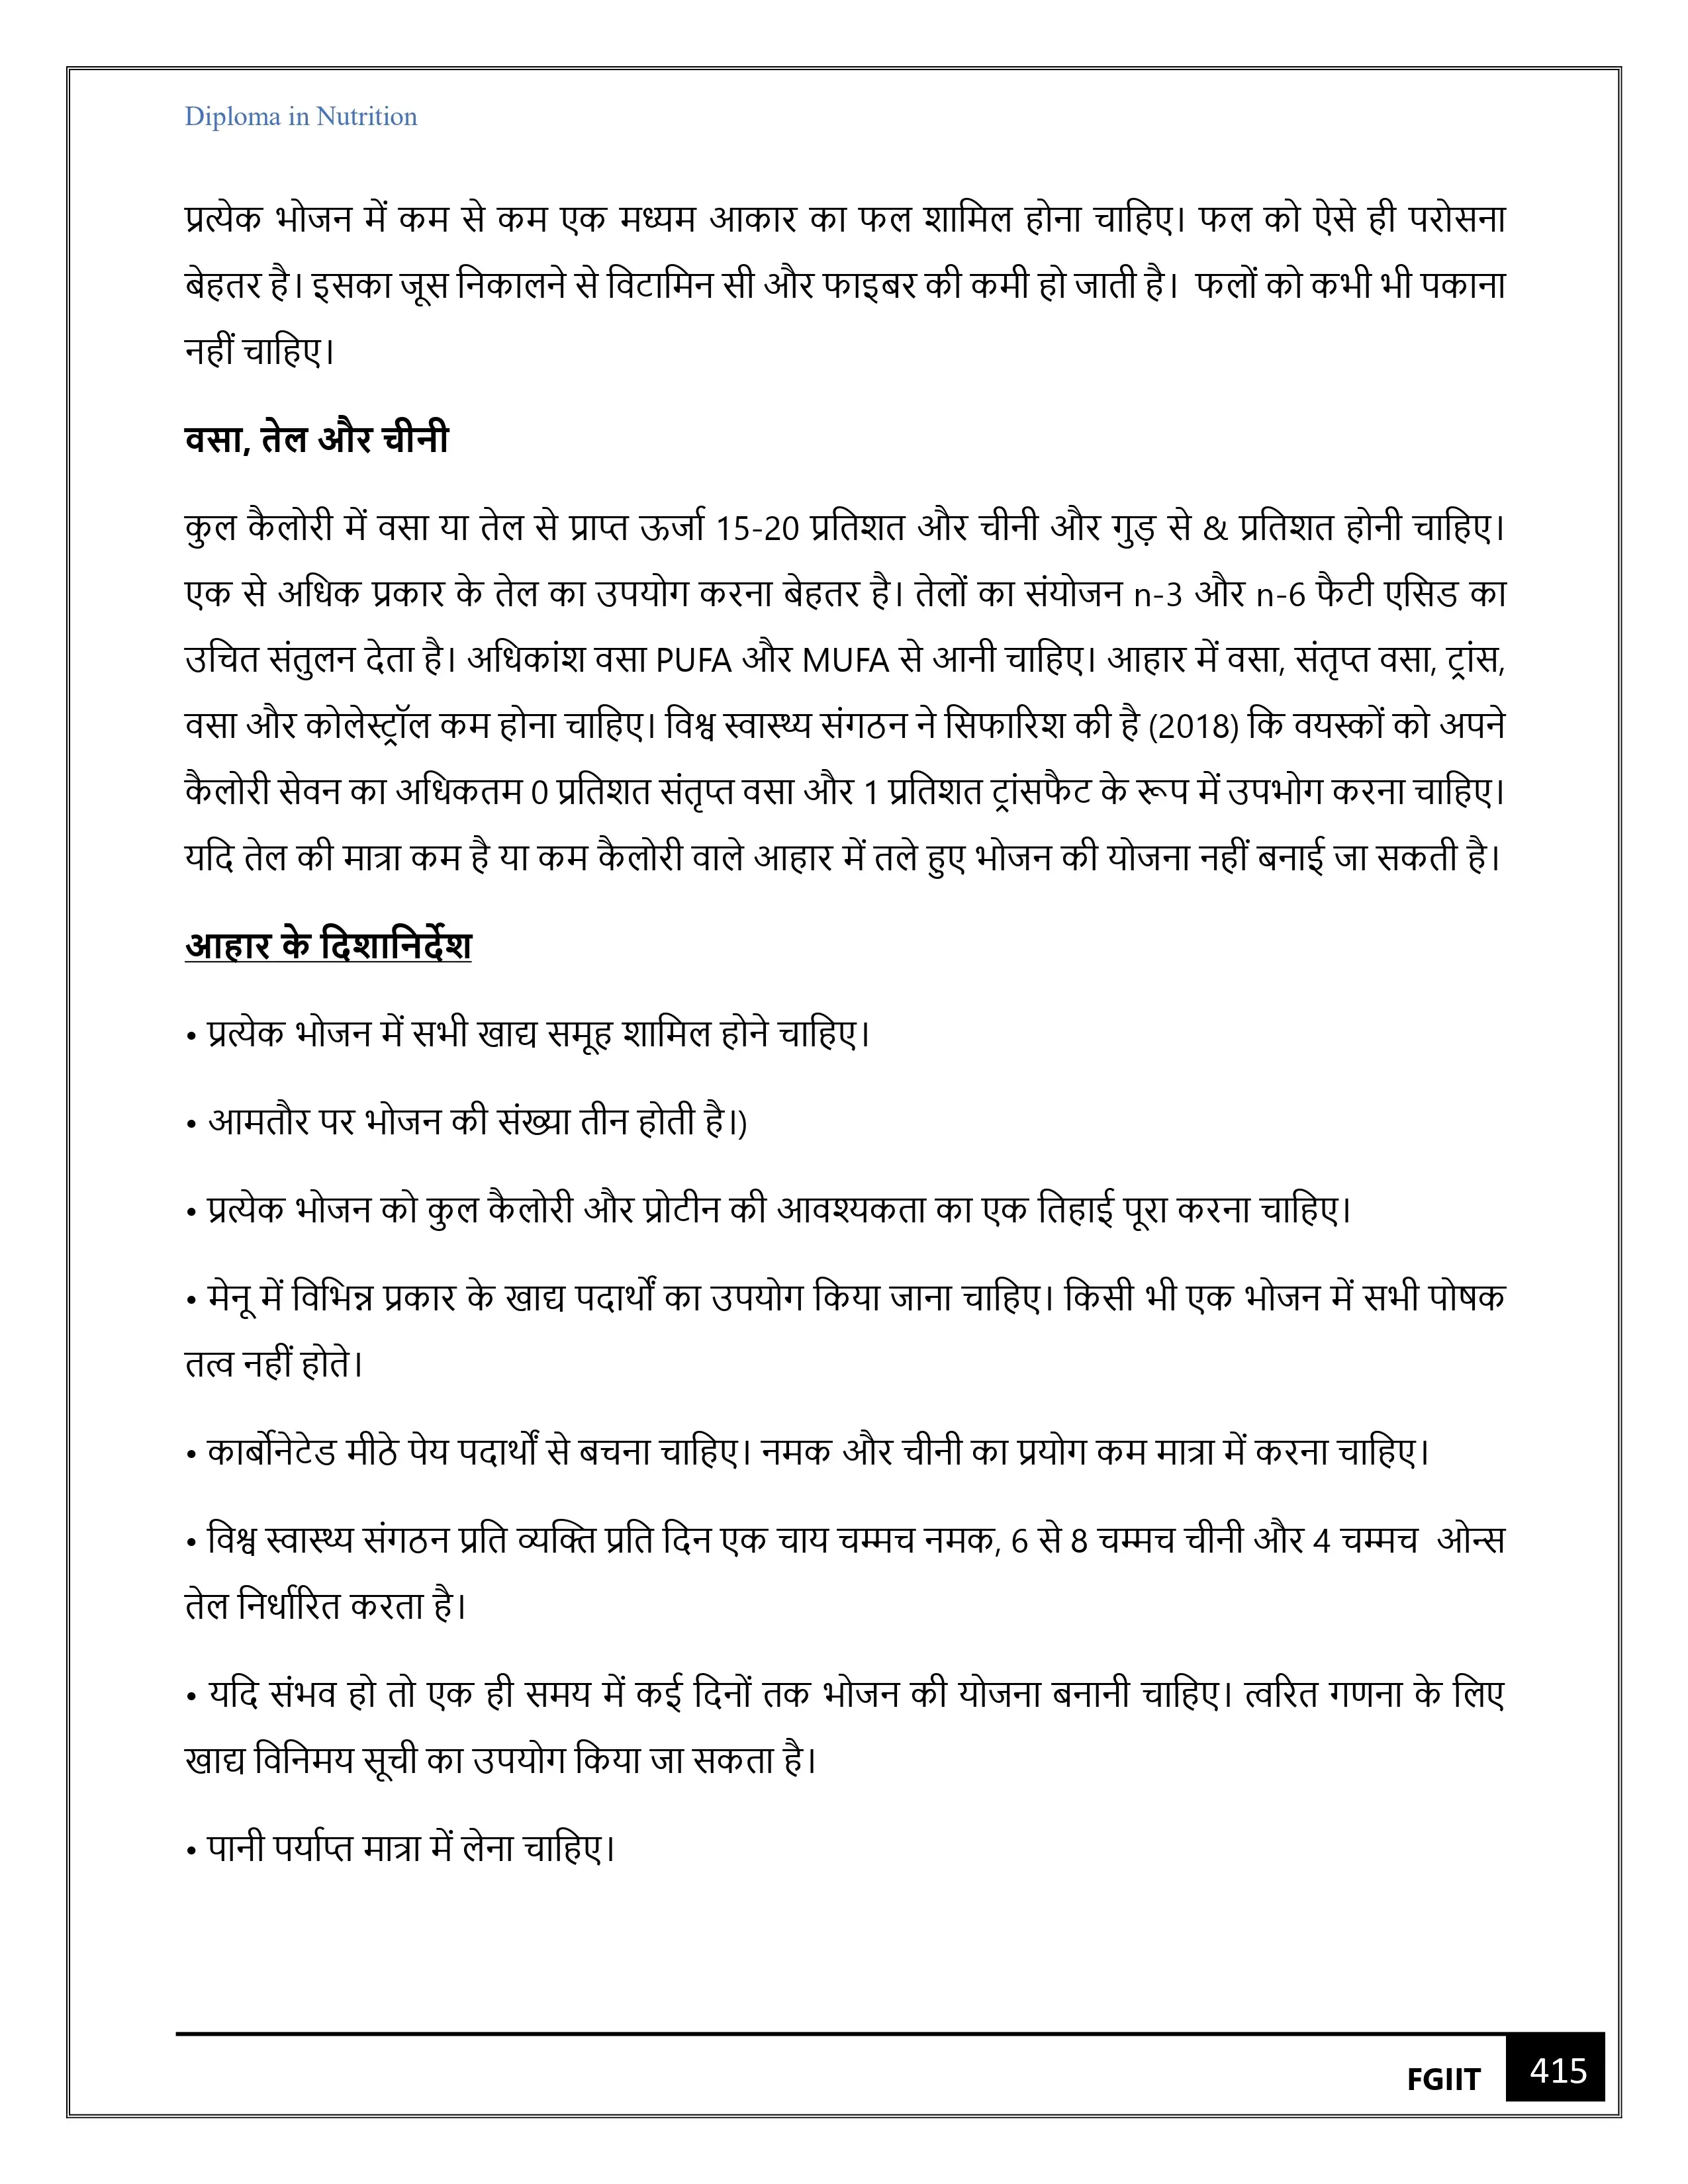 Diploma in Nutrition
प्रत्येक भोजन में कम से कम एक मध्यम आकार का फल शामिल होना चाहिए। फल को ऐसे ही परोसना
बेहतर है। इसका जूस निकालने से विटामिन सी और फाइबर की कमी हो जाती है।  फलों को कभी भी पकाना
नहीं चाहिए।
वसा, तेल और चीनी
कुल कैलोरी में वसा या तेल से प्राप्त ऊर्जा 15-20 प्रतिशत और चीनी और गुड़ से & प्रतिशत होनी चाहिए।
एक से अधिक प्रकार के तेल का उपयोग करना बेहतर है। तेलों का संयोजन n-3 और n-6 फैटी एसिड का
उचित संतुलन देता है। अधिकांश वसा PUFA और MUFA से आनी चाहिए। आहार में वसा, संतृप्त वसा, ट्रांस,
वसा और कोलेस्ट्रॉल कम होना चाहिए। विश्व स्वास्थ्य संगठन ने सिफारिश की है (2018) कि वयस्कों को अपने
कैलोरी सेवन का अधिकतम 0 प्रतिशत संतृप्त वसा और 1 प्रतिशत ट्रांसफैट के रूप में उपभोग करना चाहिए।
यदि तेल की मात्रा कम है या कम कैलोरी वाले आहार में तले हुए भोजन की योजना नहीं बनाई जा सकती है।
आहार के दिशानिर्देश
• प्रत्येक भोजन में सभी खाद्य समूह शामिल होने चाहिए।
• आमतौर पर भोजन की संख्या तीन होती है।)
• प्रत्येक भोजन को कुल कैलोरी और प्रोटीन की आवश्यकता का एक तिहाई पूरा करना चाहिए।
• मेनू में विभिन्न प्रकार के खाद्य पदार्थों का उपयोग किया जाना चाहिए। किसी भी एक भोजन में सभी पोषक
तत्व नहीं होते।
• कार्बोनेटेड मीठे पेय पदार्थों से बचना चाहिए। नमक और चीनी का प्रयोग कम मात्रा में करना चाहिए।
• विश्व स्वास्थ्य संगठन प्रति व्यक्ति प्रति दिन एक चाय चम्मच नमक, 6 से 8 चम्मच चीनी और 4 चम्मच  ओन्स
तेल निर्धारित करता है।
• यदि संभव हो तो एक ही समय में कई दिनों तक भोजन की योजना बनानी चाहिए। त्वरित गणना के लिए
खाद्य विनिमय सूची का उपयोग किया जा सकता है।
• पानी पर्याप्त मात्रा में लेना चाहिए।
FGIIT 415